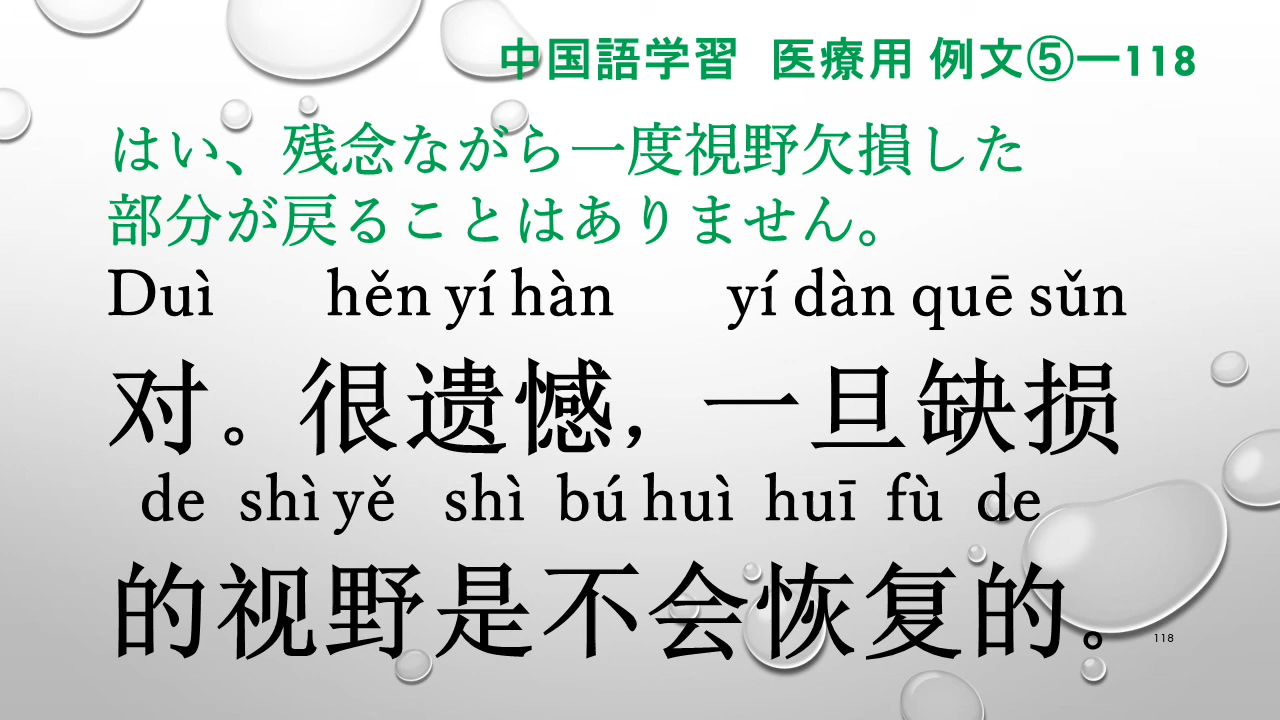 中国語学習 医療用 例文⑤ー118
はい、残念ながら一度視野欠損した
部分が戻ることはありません。
Duì hěn yí hàn yí dàn quē sǔn
对。很遗憾，一旦缺损
de shì yě shì bú huì huī fù de
的视野是不会恢复的。
118